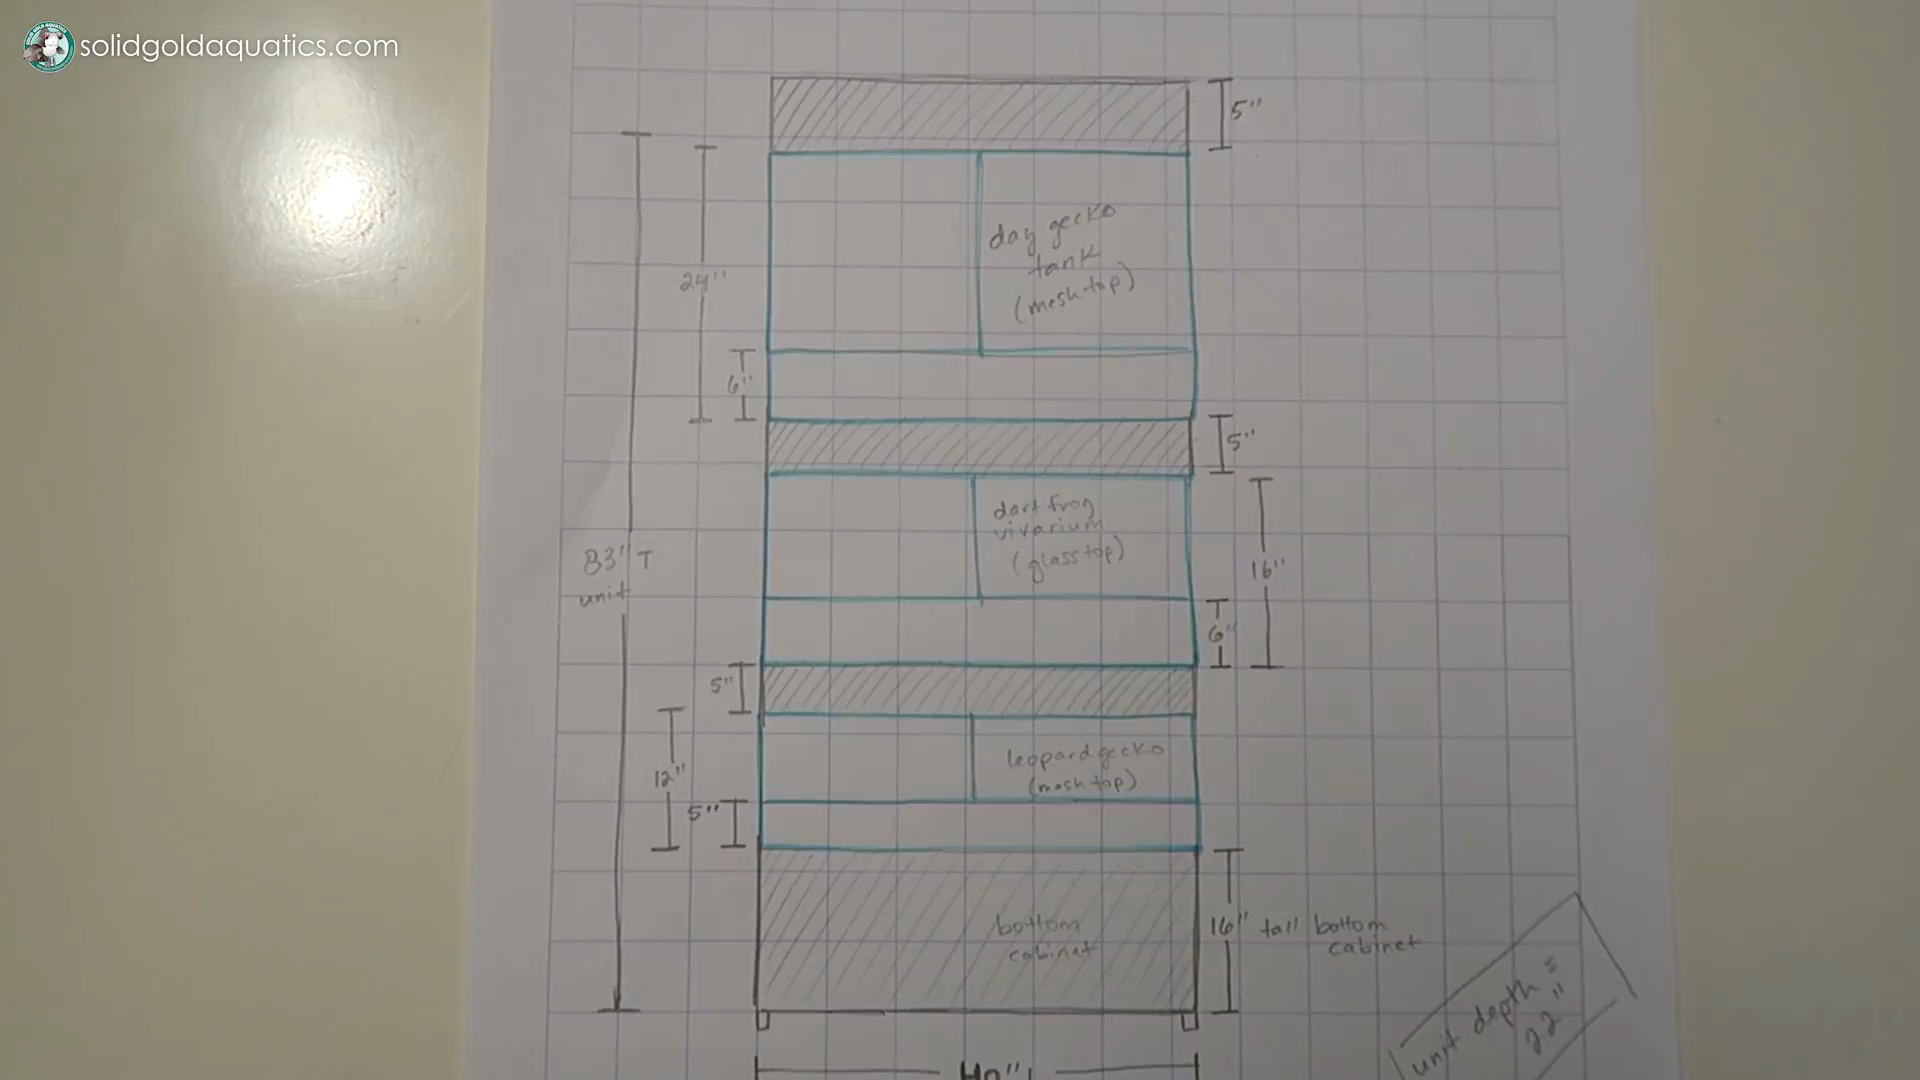 solidgoldaquatics.com
5"
day gecko
tank
(mesh top)
24"
6"
5"
dart frog
vivarium
(glass top)
83" T
unit
16"
6"
5"
leopard gecko
(mesh top)
12"
5"
bottom
cabinet
16" tall bottom
cabinet
unit depth =
22"